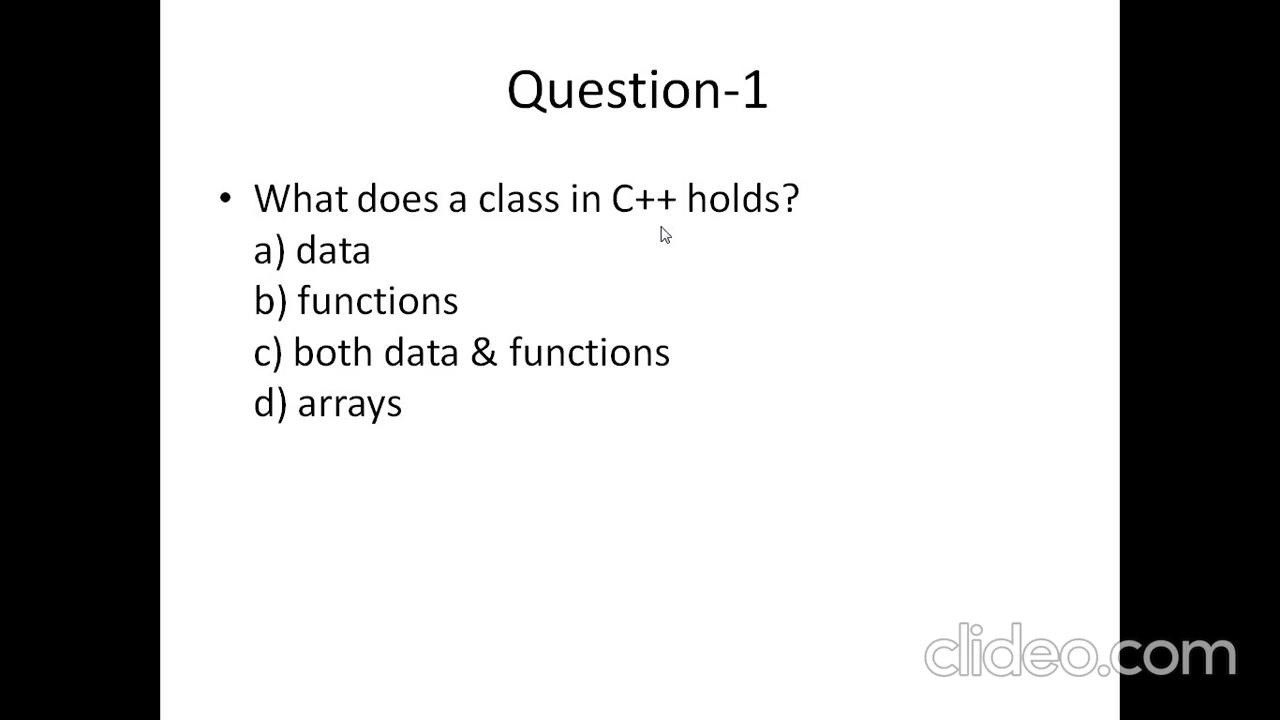 Question-1
• What does a class in C++ holds?
a) data
b) functions
c) both data & functions
d) arrays
clideo.com